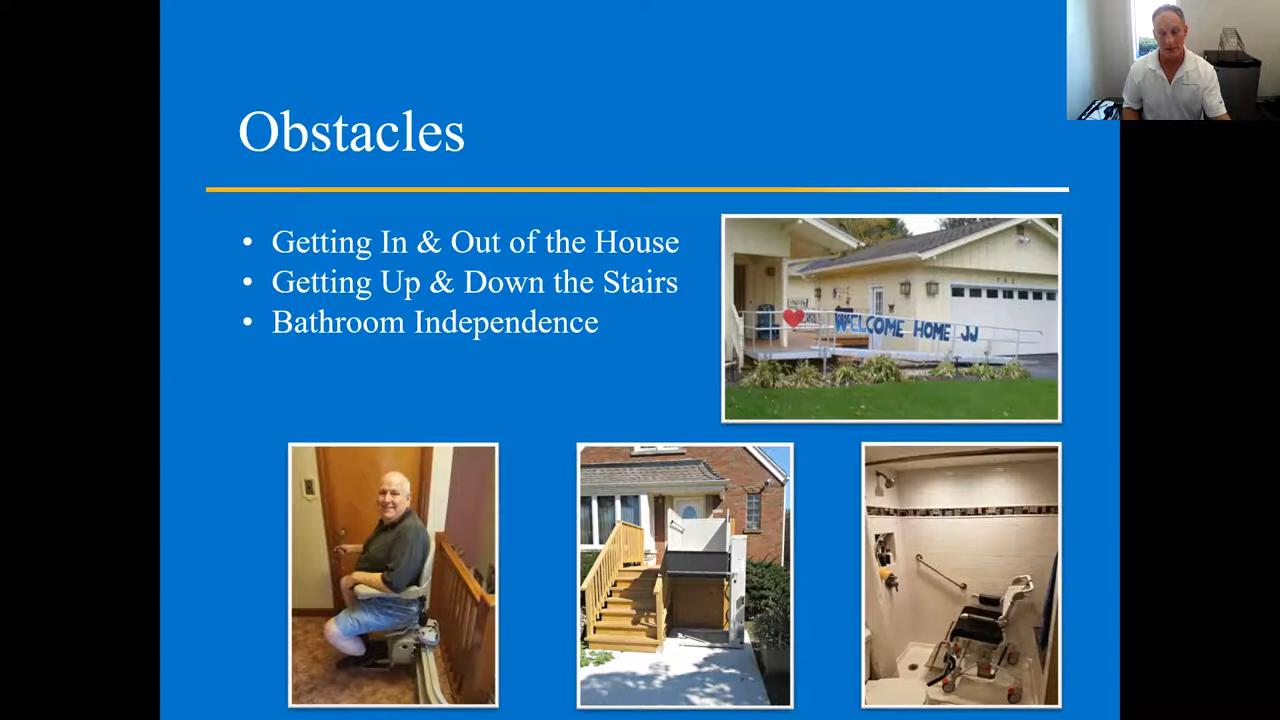 Obstacles
• Getting In & Out of the House
• Getting Up & Down the Stairs
• Bathroom Independence
WELCOME HOME JJ